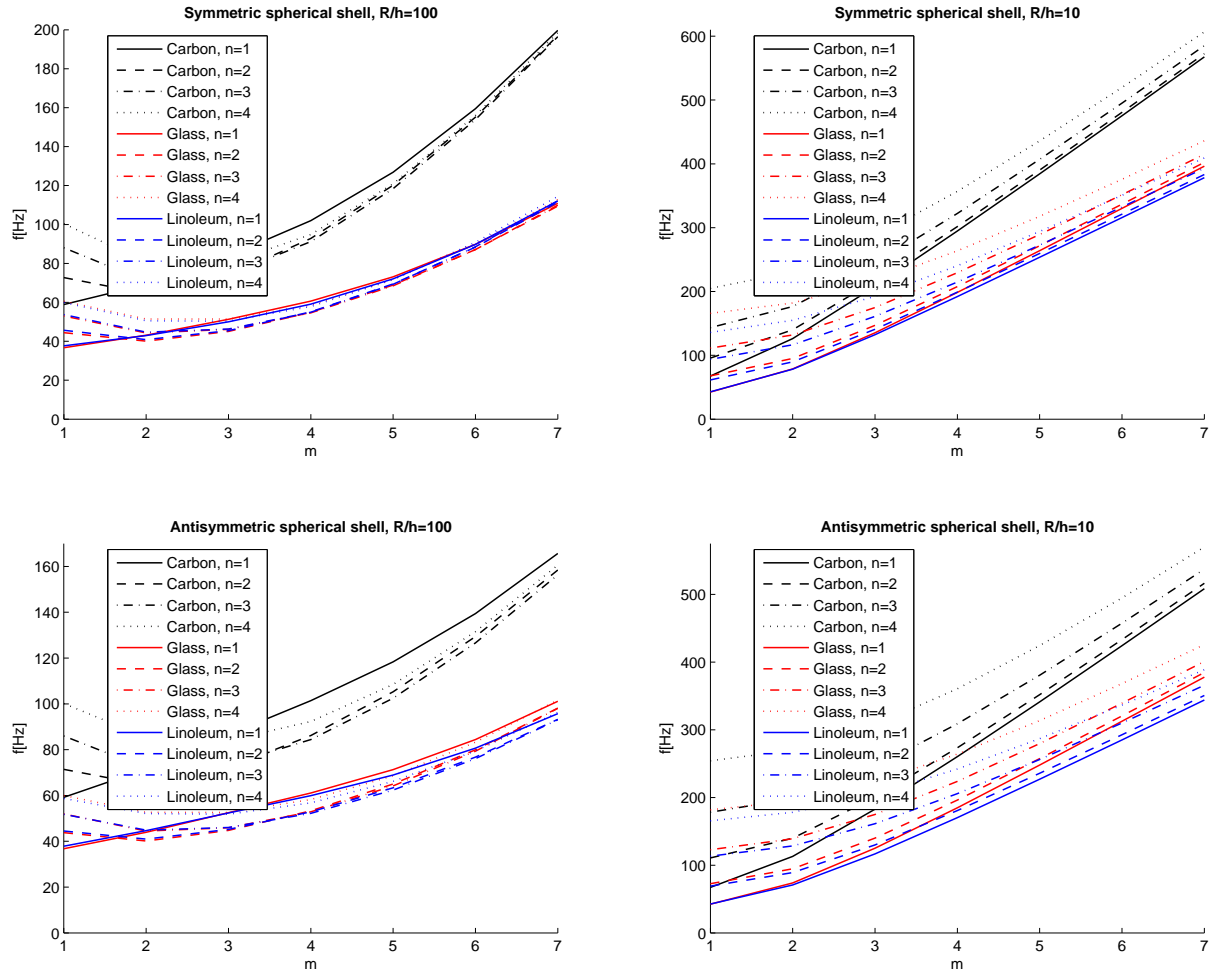 Symmetric spherical shell, R/h=100
200
180
160
140
120
100
80
60
40
20
0
f[Hz]
Carbon, n=1
Carbon, n=2
Carbon, n=3
Carbon, n=4
Glass, n=1
Glass, n=2
Glass, n=3
Glass, n=4
Linoleum, n=1
Linoleum, n=2
Linoleum, n=3
Linoleum, n=4
1 2 3 4 5 6 7
m
Symmetric spherical shell, R/h=10
600
500
400
300
200
100
0
f[Hz]
Carbon, n=1
Carbon, n=2
Carbon, n=3
Carbon, n=4
Glass, n=1
Glass, n=2
Glass, n=3
Glass, n=4
Linoleum, n=1
Linoleum, n=2
Linoleum, n=3
Linoleum, n=4
1 2 3 4 5 6 7
m
Antisymmetric spherical shell, R/h=100
160
140
120
100
80
60
40
20
0
f[Hz]
Carbon, n=1
Carbon, n=2
Carbon, n=3
Carbon, n=4
Glass, n=1
Glass, n=2
Glass, n=3
Glass, n=4
Linoleum, n=1
Linoleum, n=2
Linoleum, n=3
Linoleum, n=4
1 2 3 4 5 6 7
m
Antisymmetric spherical shell, R/h=10
500
400
300
200
100
0
f[Hz]
Carbon, n=1
Carbon, n=2
Carbon, n=3
Carbon, n=4
Glass, n=1
Glass, n=2
Glass, n=3
Glass, n=4
Linoleum, n=1
Linoleum, n=2
Linoleum, n=3
Linoleum, n=4
1 2 3 4 5 6 7
m